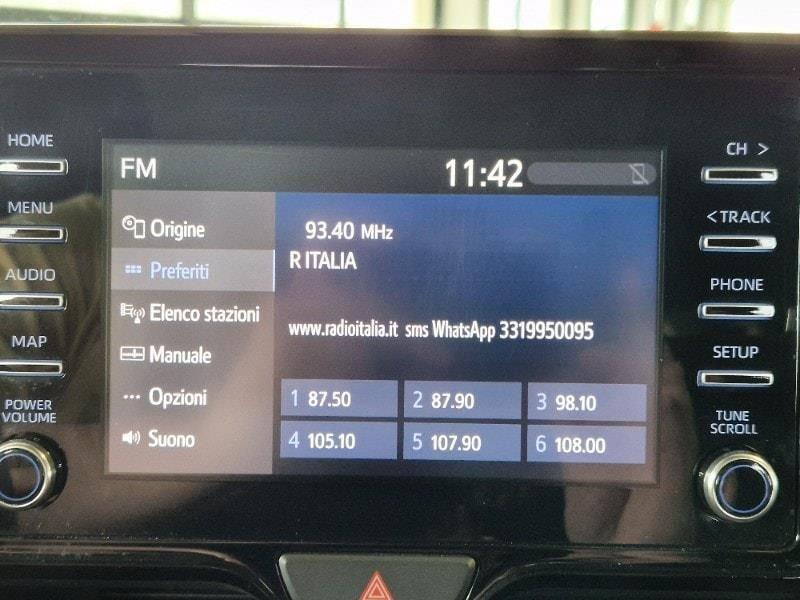 HOME
MENU
AUDIO
MAP
POWER
VOLUME
FM
11:42
Origine
Preferiti
Elenco stazioni
Manuale
Opzioni
Suono
93.40 MHz
R ITALIA
www.radioitalia.it sms WhatsApp 3319950095
1 87.50 2 87.90 3 98.10
4 105.10 5 107.90 6 108.00
CH >
< TRACK
PHONE
SETUP
TUNE
SCROLL